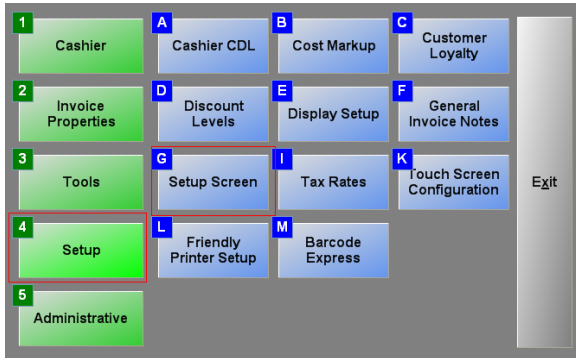 1
Cashier
A
Cashier CDL
B
Cost Markup
C
Customer
Loyalty
2
Invoice
Properties
D
Discount
Levels
E
Display Setup
F
General
Invoice Notes
3
Tools
G
Setup Screen
I
Tax Rates
K
Touch Screen
Configuration
Exit
4
Setup
L
Friendly
Printer Setup
M
Barcode
Express
5
Administrative